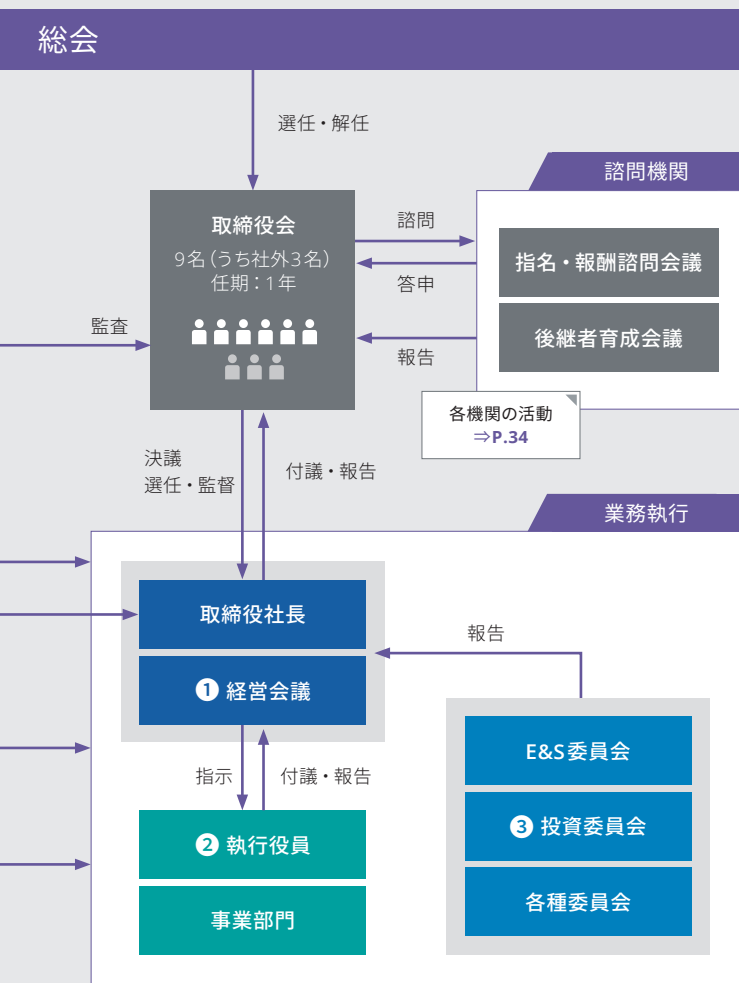 総会
選任・解任
諮問機関
取締役会
9名（うち社外3名）
任期：1年
諮問
答申
報告
指名・報酬諮問会議
後継者育成会議
監査
各機関の活動
⇒P.34
決議
選任・監督
付議・報告
業務執行
取締役社長
❶ 経営会議
報告
指示
付議・報告
❷ 執行役員
事業部門
E&S委員会
❸ 投資委員会
各種委員会